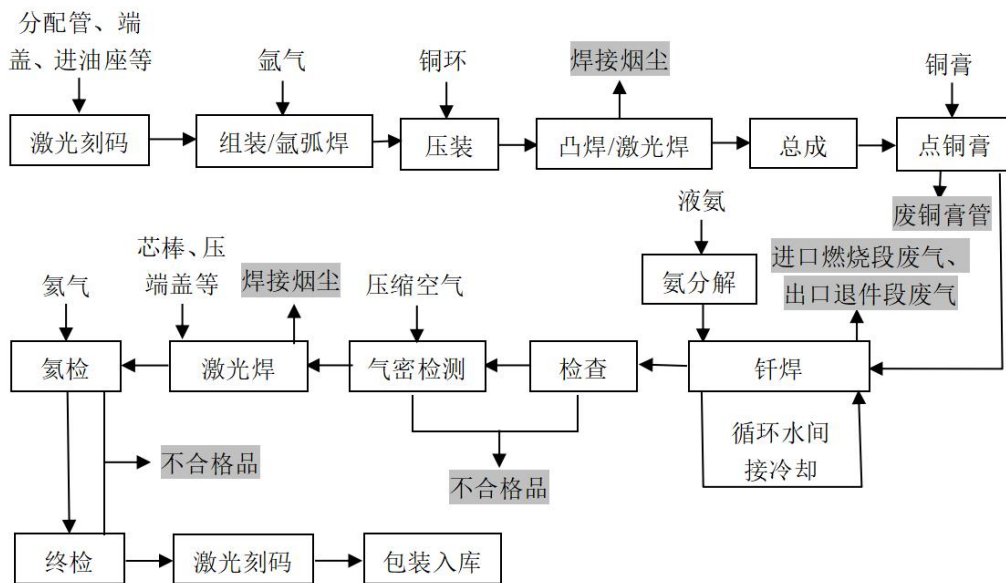 分配管、端
盖、进油座等
氩气
铜环
焊接烟尘
铜膏
激光刻码
组装/氩弧焊
压装
凸焊/激光焊
总成
点铜膏
废铜膏管
液氨
氨分解
进口燃烧段废气、
出口退件段废气
氦气
芯棒、压
端盖等
焊接烟尘
压缩空气
氦检
激光焊
气密检测
检查
钎焊
循环水间
接冷却
不合格品
不合格品
终检
激光刻码
包装入库